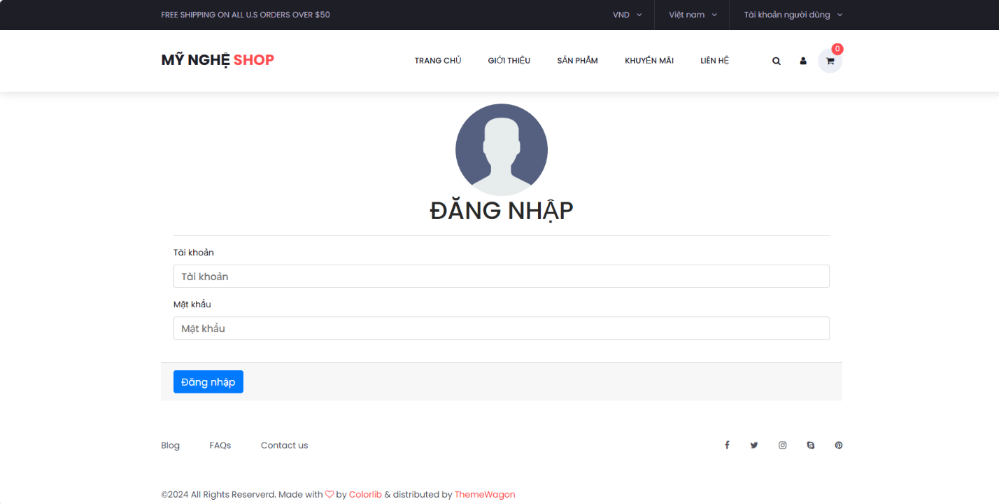 FREE SHIPPING ON ALL U.S ORDERS OVER $50 VND Việt nam Tài khoản người dùng
MỸ NGHỆ SHOP TRANG CHỦ GIỚI THIỆU SẢN PHẨM KHUYẾN MÃI LIÊN HỆ 0
ĐĂNG NHẬP
Tài khoản
Tài khoản
Mật khẩu
Mật khẩu
Đăng nhập
Blog FAQs Contact us
©2024 All Rights Reserverd. Made with by Colorlib & distributed by ThemeWagon